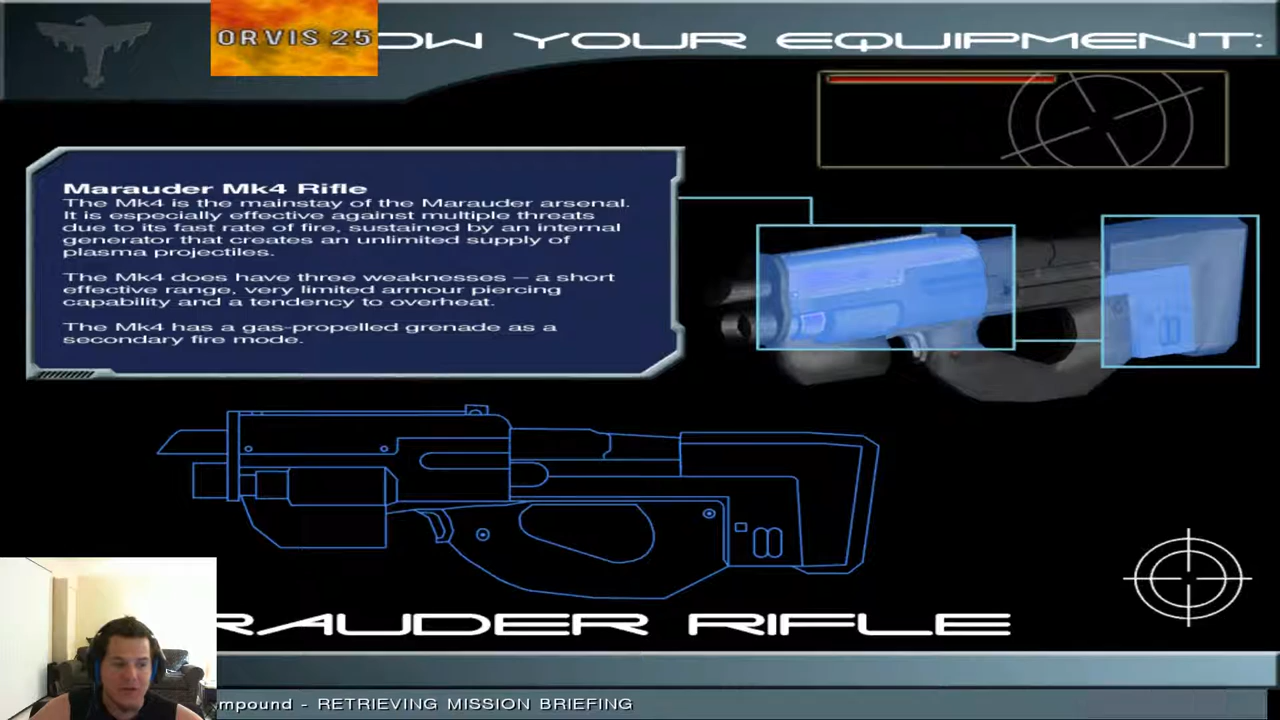 ORVIS 25
OW YOUR EQUIPMENT:
Marauder Mk4 Rifle
The Mk4 is the mainstay of the Marauder arsenal.
It is especially effective against multiple threats
due to its fast rate of fire, sustained by an internal
generator that creates an unlimited supply of
plasma projectiles.
The Mk4 does have three weaknesses – a short
effective range, very limited armour piercing
capability and a tendency to overheat.
The Mk4 has a gas-propelled grenade as a
secondary fire mode.
RAUDER RIFLE
mpound - RETRIEVING MISSION BRIEFING